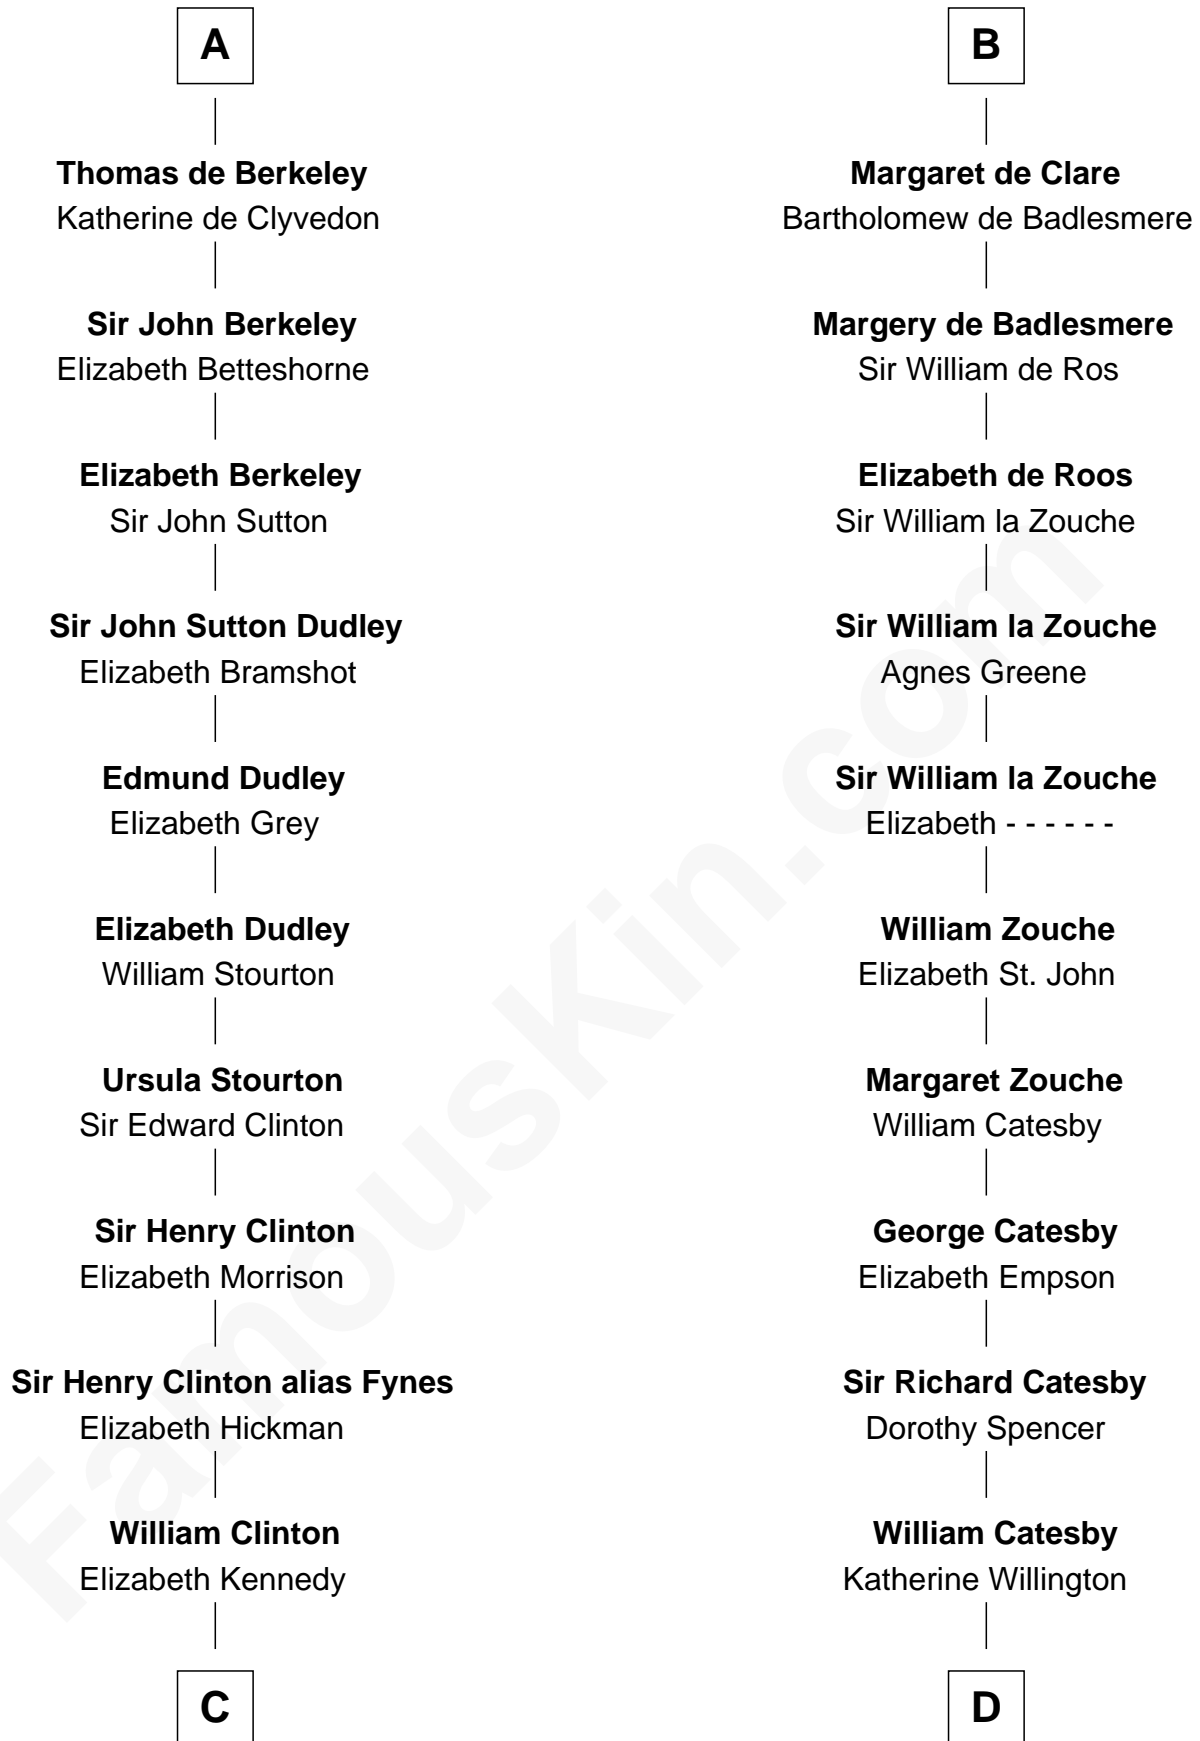 A
Thomas de Berkeley
Katherine de Clyvedon
Sir John Berkeley
Elizabeth Betteshorne
Elizabeth Berkeley
Sir John Sutton
Sir John Sutton Dudley
Elizabeth Bramshot
Edmund Dudley
Elizabeth Grey
Elizabeth Dudley
William Stourton
Ursula Stourton
Sir Edward Clinton
Sir Henry Clinton
Elizabeth Morrison
Sir Henry Clinton alias Fynes
Elizabeth Hickman
William Clinton
Elizabeth Kennedy
C
B
Margaret de Clare
Bartholomew de Badlesmere
Margery de Badlesmere
Sir William de Ros
Elizabeth de Roos
Sir William la Zouche
Sir William la Zouche
Agnes Greene
Sir William la Zouche
Elizabeth - - - - - -
William Zouche
Elizabeth St. John
Margaret Zouche
William Catesby
George Catesby
Elizabeth Empson
Sir Richard Catesby
Dorothy Spencer
William Catesby
Katherine Willington
D
FamousKin.com